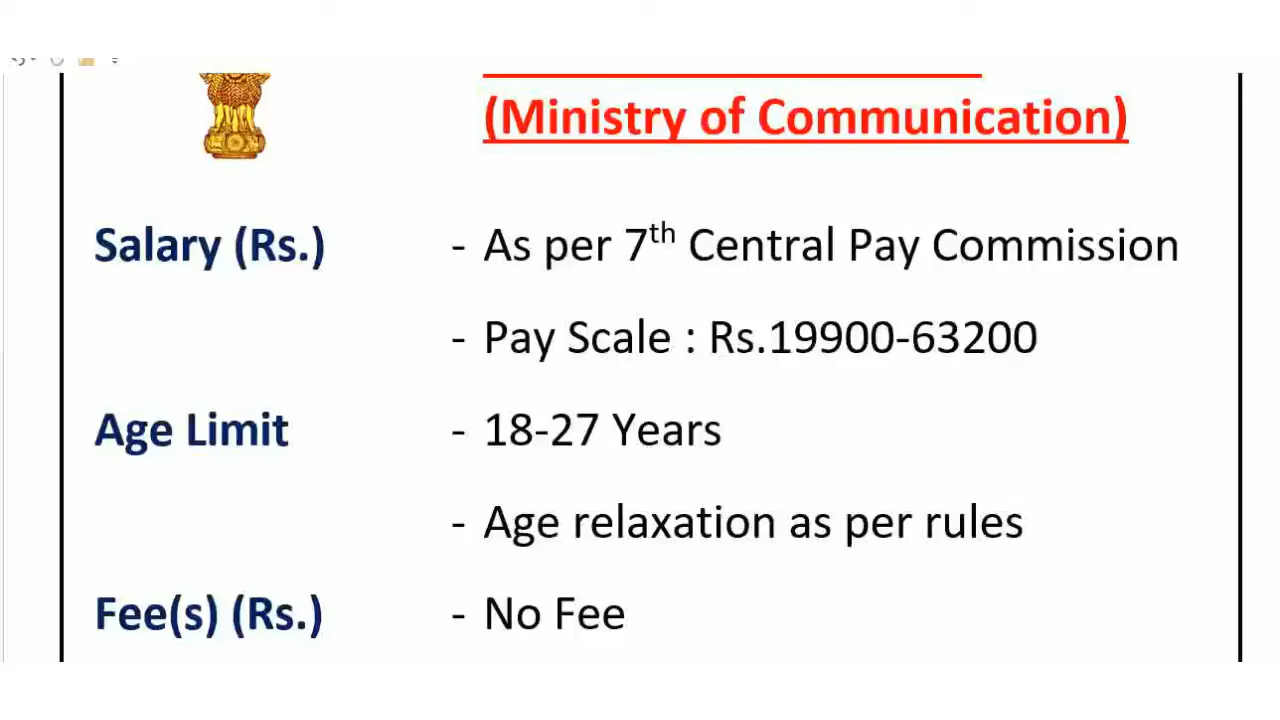 (Ministry of Communication)
Salary (Rs.) - As per 7th Central Pay Commission
- Pay Scale : Rs.19900-63200
Age Limit - 18-27 Years
- Age relaxation as per rules
Fee(s) (Rs.) - No Fee